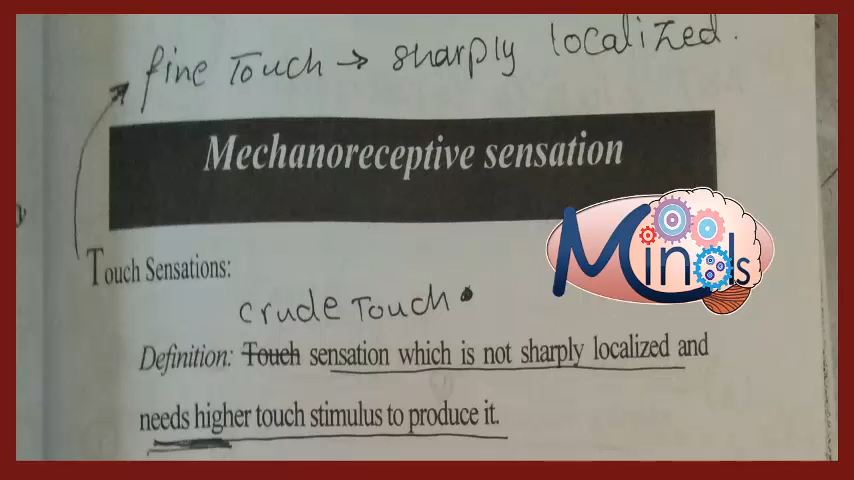 fine Touch → sharply localized.
Mechanoreceptive sensation
Minds
Touch Sensations:
crude Touch
Definition: Touch sensation which is not sharply localized and
needs higher touch stimulus to produce it.